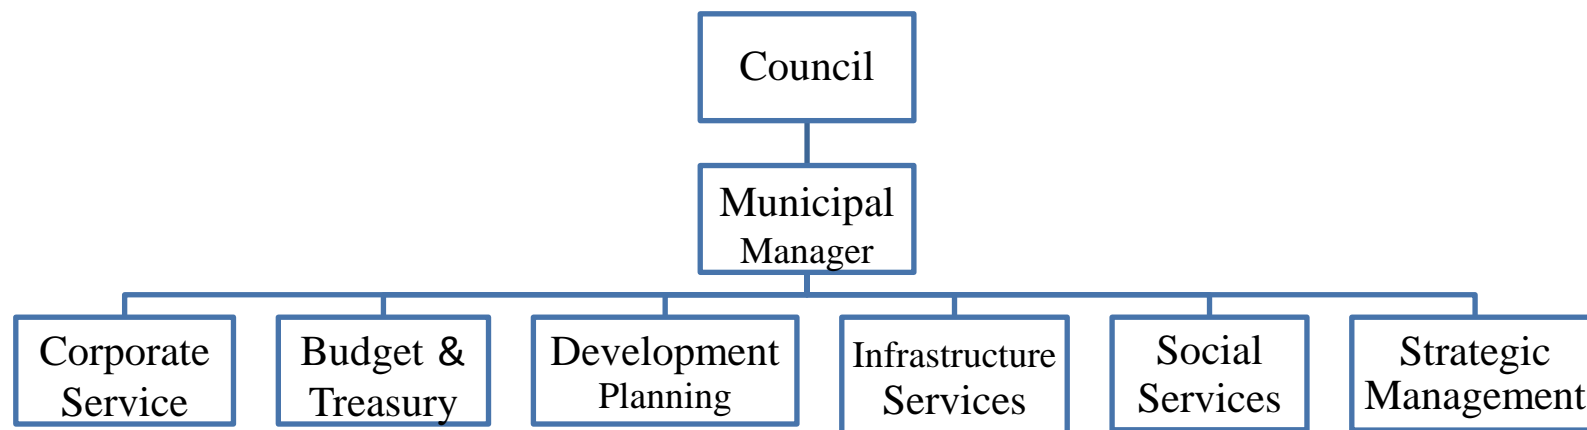 Council
Municipal
Manager
Corporate
Service
Budget &
Treasury
Development
Planning
Infrastructure
Services
Social
Services
Strategic
Management